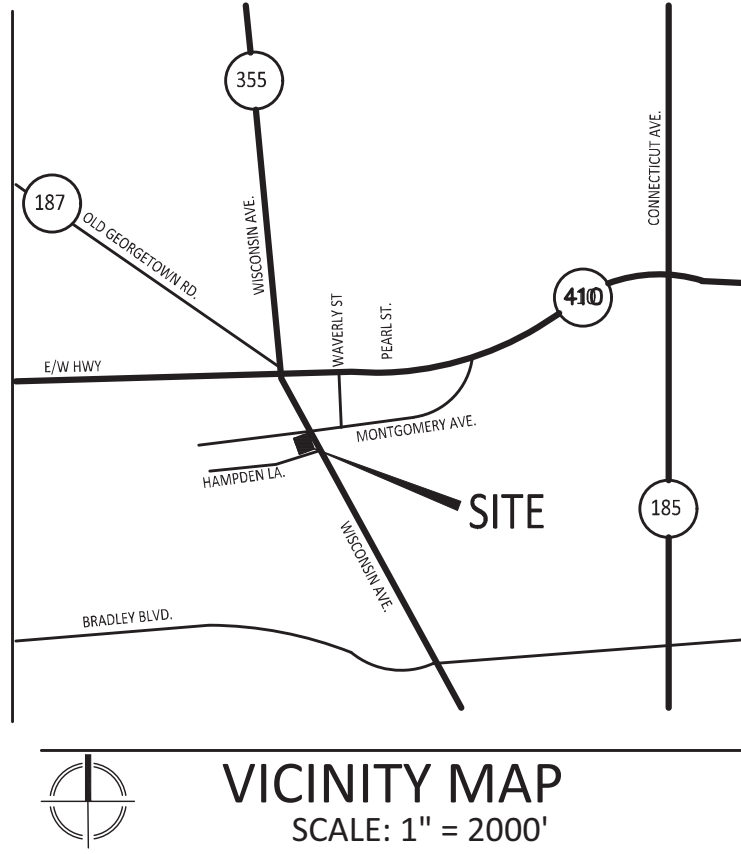 355
CONNECTICUT AVE.
187
OLD GEORGETOWN RD.
WISCONSIN AVE.
410
WAVERLY ST
PEARL ST.
E/W HWY
MONTGOMERY AVE.
HAMPDEN LA.
SITE
185
WISCONSIN AVE.
BRADLEY BLVD.
VICINITY MAP
SCALE: 1" = 2000'